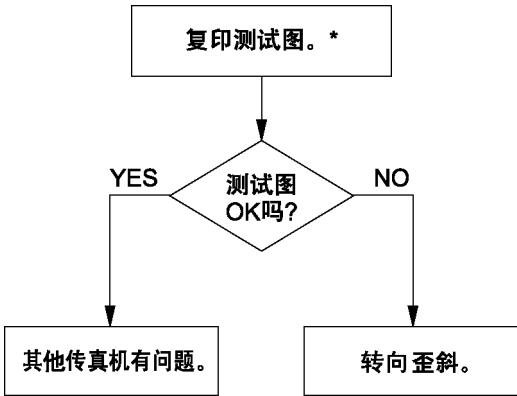 复印测试图。*
YES
测试图
NO
OK吗?
其他传真机有问题。
转向歪斜。